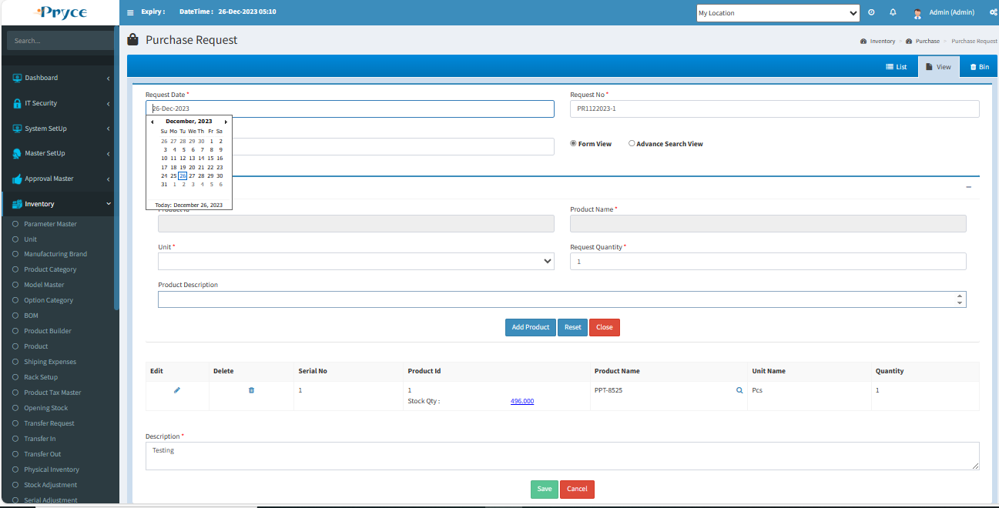 Pryce
Expiry :
DateTime : 26-Dec-2023 05:10
My Location
Admin (Admin)
Search...
Purchase Request
Inventory
Purchase
Purchase Request
List
View
Bin
Dashboard
IT Security
System SetUp
Master SetUp
Approval Master
Inventory
Parameter Master
Unit
Manufacturing Brand
Product Category
Model Master
Option Category
BOM
Product Builder
Product
Shiping Expenses
Rack Setup
Product Tax Master
Opening Stock
Transfer Request
Transfer In
Transfer Out
Physical Inventory
Stock Adjustment
Serial Adjustment
Request Date *
26-Dec-2023
Request No *
PR1122023-1
December, 2023
Su Mo Tu We Th Fr Sa
26 27 28 29 30 1 2
3 4 5 6 7 8 9
10 11 12 13 14 15 16
17 18 19 20 21 22 23
24 25 26 27 28 29 30
31 1 2 3 4 5 6
Today: December 26, 2023
Form View
Advance Search View
Product Id
Product Name *
Unit *
Request Quantity *
1
Product Description
Add Product
Reset
Close
Edit Delete Serial No Product Id Product Name Unit Name Quantity
1 1 PPT-8525 Pcs 1
Stock Qty : 496.000
Description *
Testing
Save
Cancel